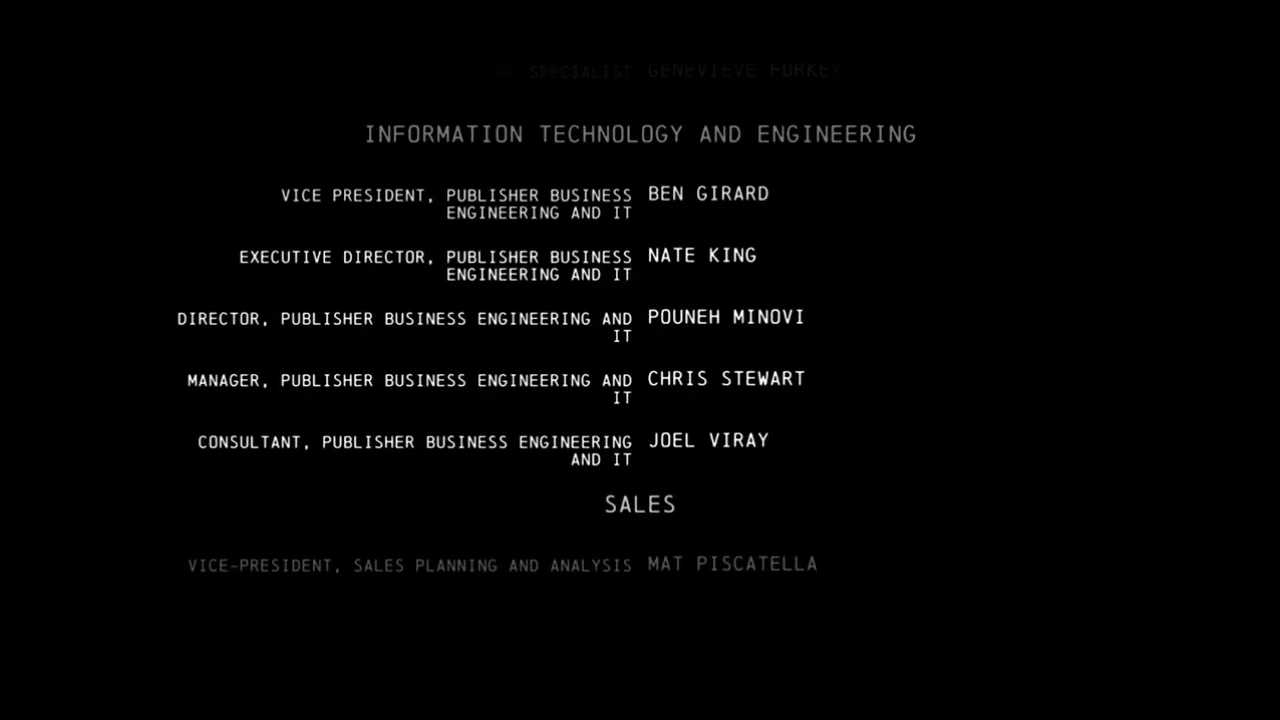 SPECIALIST GENEVIEVE
INFORMATION TECHNOLOGY AND ENGINEERING
VICE PRESIDENT, PUBLISHER BUSINESS BEN GIRARD
ENGINEERING AND IT
EXECUTIVE DIRECTOR, PUBLISHER BUSINESS NATE KING
ENGINEERING AND IT
DIRECTOR, PUBLISHER BUSINESS ENGINEERING AND POUNEH MINOVI
IT
MANAGER, PUBLISHER BUSINESS ENGINEERING AND CHRIS STEWART
IT
CONSULTANT, PUBLISHER BUSINESS ENGINEERING JOEL VIRAY
AND IT
SALES
VICE-PRESIDENT, SALES PLANNING AND ANALYSIS MAT PISCATELLA